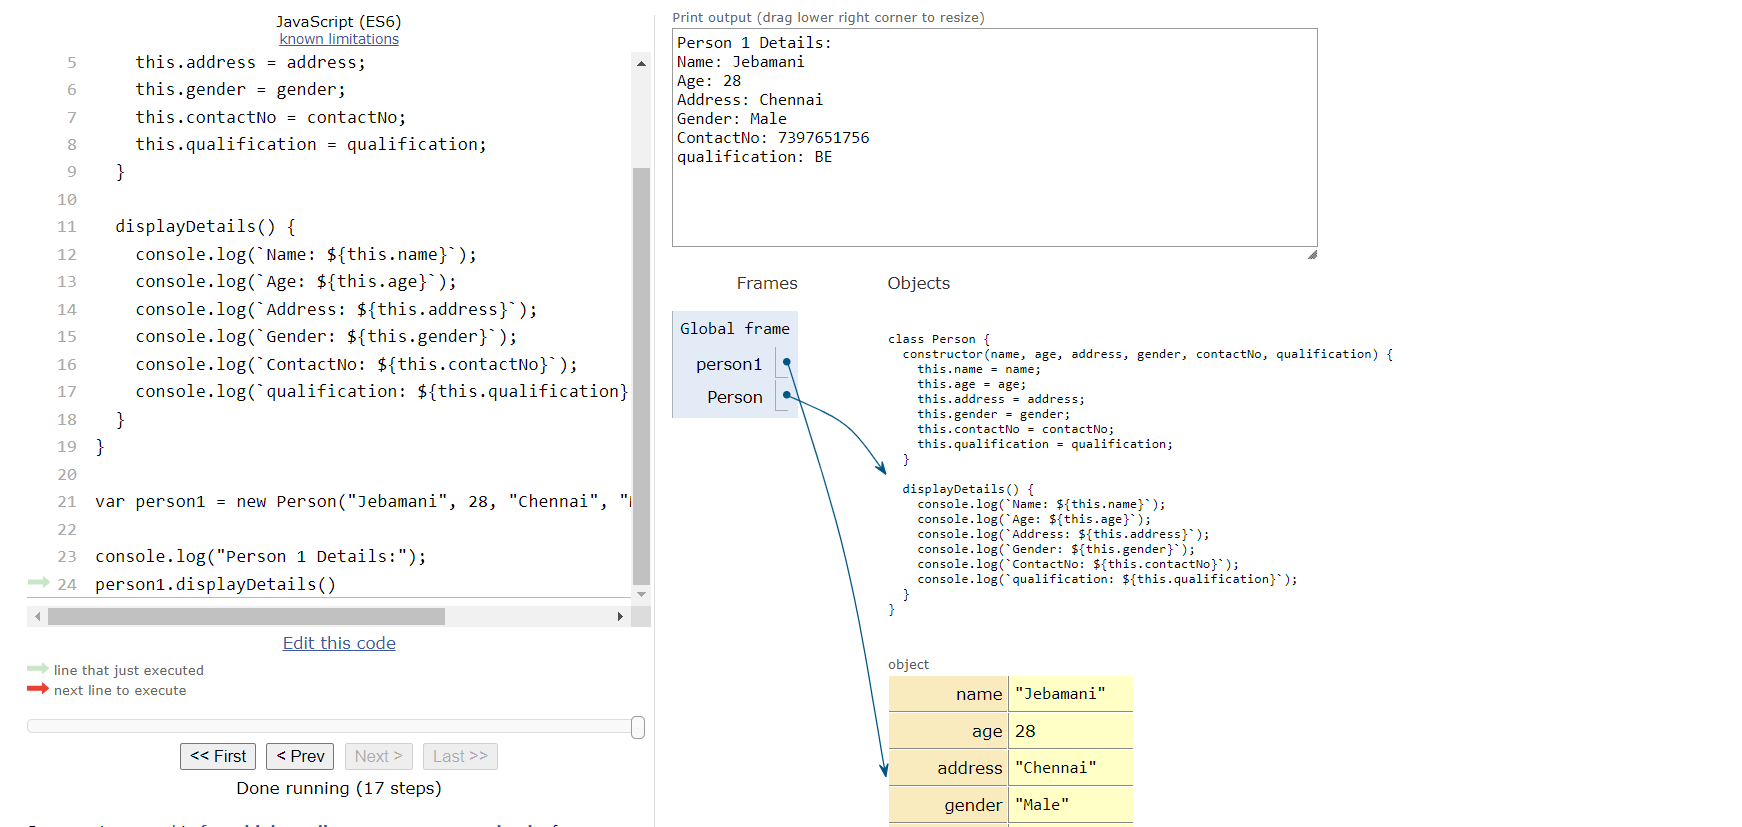 JavaScript (ES6)
known limitations
5 this.address = address;
6 this.gender = gender;
7 this.contactNo = contactNo;
8 this.qualification = qualification;
9 }
10
11 displayDetails() {
12 console.log(`Name: ${this.name}`);
13 console.log(`Age: ${this.age}`);
14 console.log(`Address: ${this.address}`);
15 console.log(`Gender: ${this.gender}`);
16 console.log(`ContactNo: ${this.contactNo}`);
17 console.log(`qualification: ${this.qualification}
18 }
19 }
20
21 var person1 = new Person("Jebamani", 28, "Chennai", "
22
23 console.log("Person 1 Details:");
24 person1.displayDetails()
Edit this code
line that just executed
next line to execute
<< First < Prev Next > Last >>
Done running (17 steps)
Print output (drag lower right corner to resize)
Person 1 Details:
Name: Jebamani
Age: 28
Address: Chennai
Gender: Male
ContactNo: 7397651756
qualification: BE
Frames Objects
Global frame
person1
Person
class Person {
constructor(name, age, address, gender, contactNo, qualification) {
this.name = name;
this.age = age;
this.address = address;
this.gender = gender;
this.contactNo = contactNo;
this.qualification = qualification;
}
displayDetails() {
console.log(`Name: ${this.name}`);
console.log(`Age: ${this.age}`);
console.log(`Address: ${this.address}`);
console.log(`Gender: ${this.gender}`);
console.log(`ContactNo: ${this.contactNo}`);
console.log(`qualification: ${this.qualification}`);
}
}
object
name "Jebamani"
age 28
address "Chennai"
gender "Male"